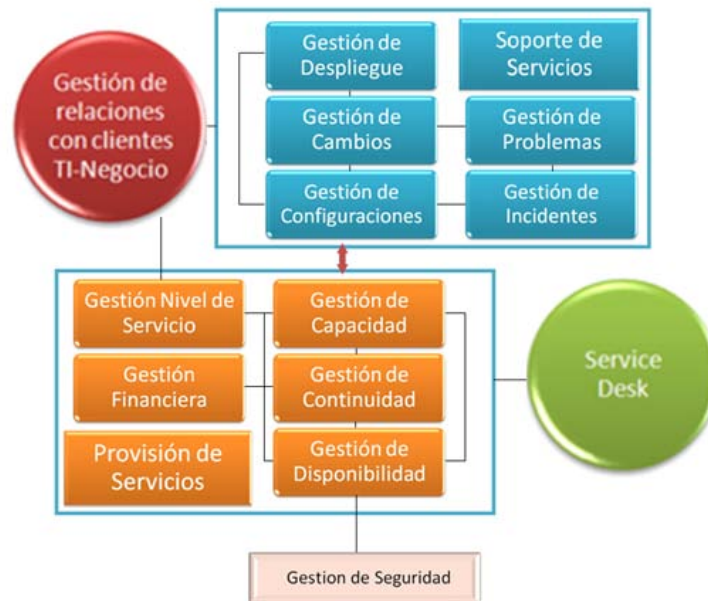 Gestión de
relaciones
con clientes
TI-Negocio
Gestión de
Despliegue
Soporte de
Servicios
Gestión de
Cambios
Gestión de
Problemas
Gestión de
Configuraciones
Gestión de
Incidentes
Gestión Nivel de
Servicio
Gestión de
Capacidad
Gestión
Financiera
Gestión de
Continuidad
Provisión de
Servicios
Gestión de
Disponibilidad
Service
Desk
Gestion de Seguridad